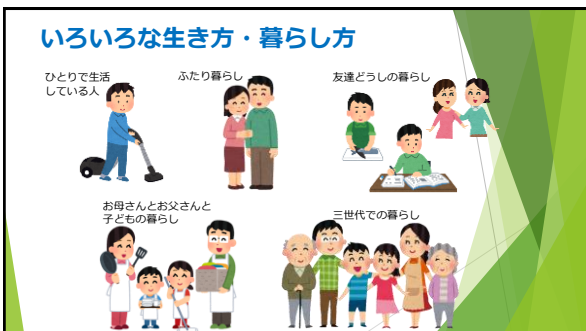 いろいろな生き方・暮らし方
ひとりで生活
している人
ふたり暮らし
友達どうしの暮らし
お母さんとお父さんと
子どもの暮らし
三世代での暮らし